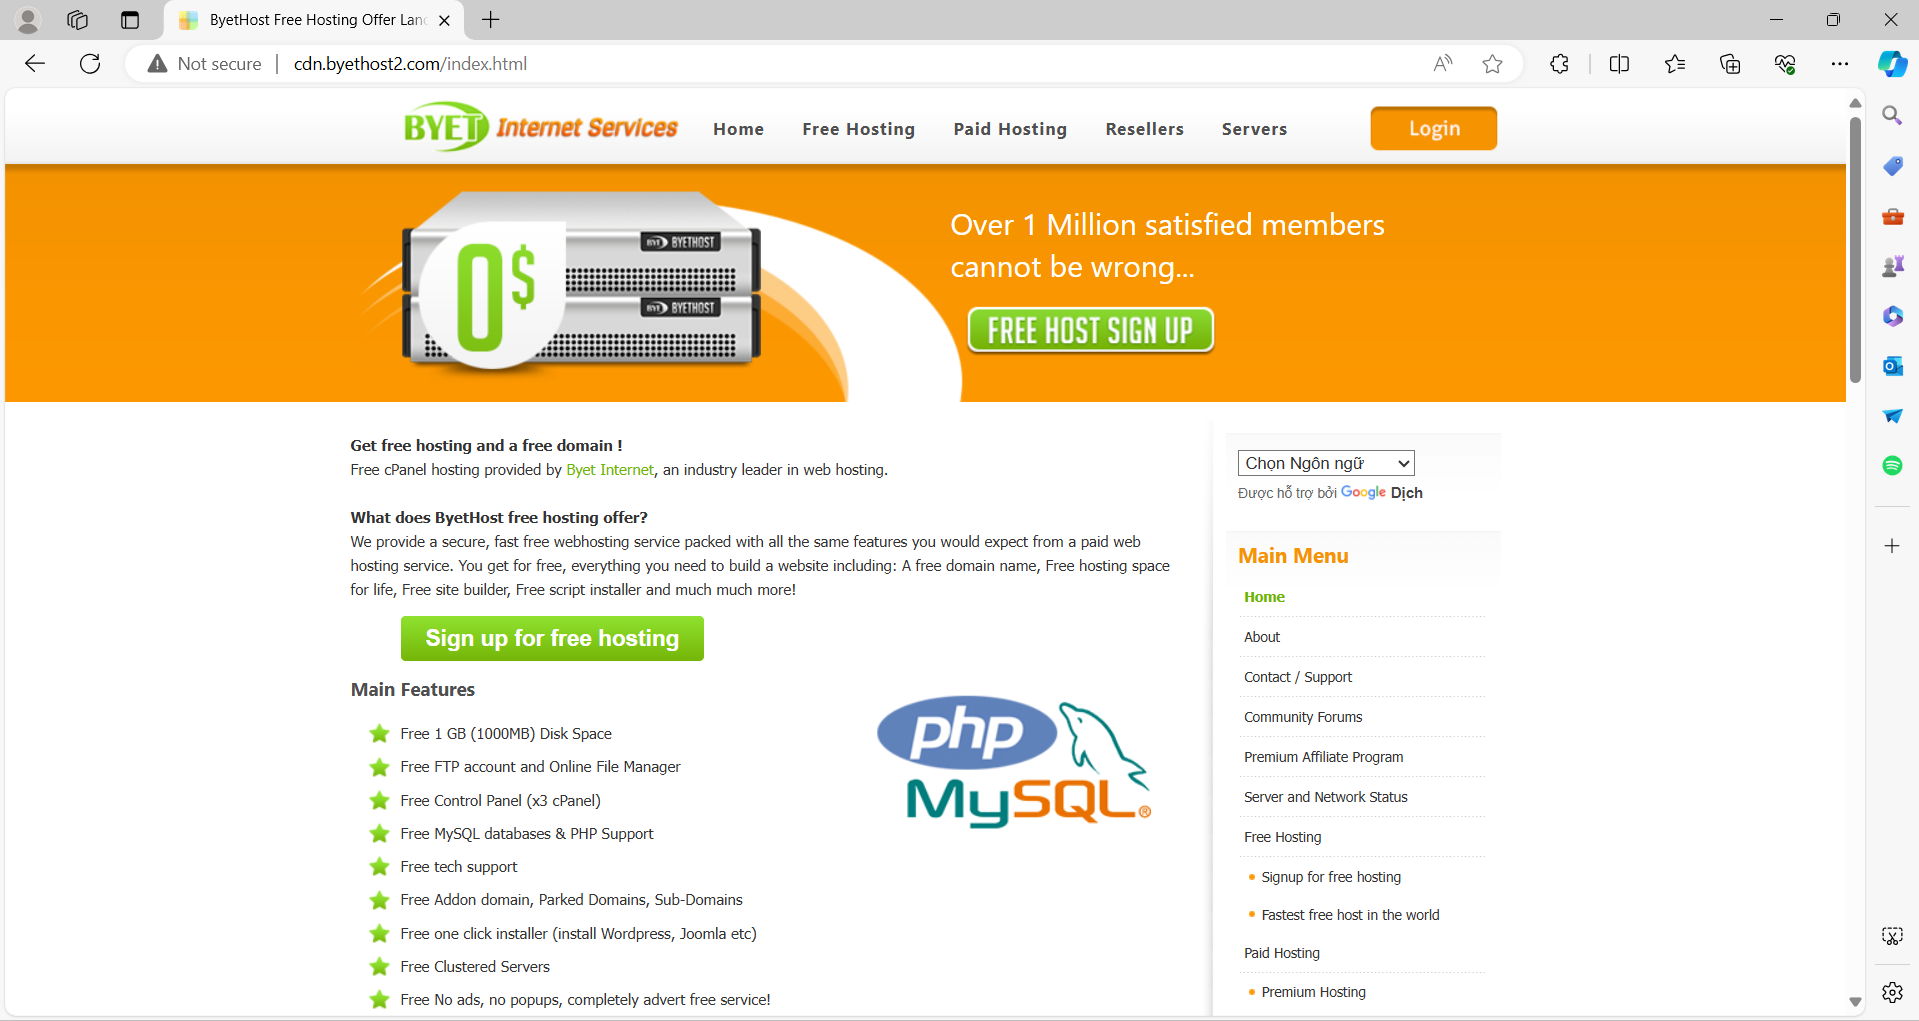 ByetHost Free Hosting Offer Lan
Not secure
cdn.byethost2.com/index.html
BYET Internet Services
Home
Free Hosting
Paid Hosting
Resellers
Servers
Login
BYET BYETHOST
0$
BYET BYETHOST
Over 1 Million satisfied members
cannot be wrong...
FREE HOST SIGN UP
Get free hosting and a free domain !
Free cPanel hosting provided by Byet Internet, an industry leader in web hosting.
What does ByetHost free hosting offer?
We provide a secure, fast free webhosting service packed with all the same features you would expect from a paid web
hosting service. You get for free, everything you need to build a website including: A free domain name, Free hosting space
for life, Free site builder, Free script installer and much much more!
Sign up for free hosting
Main Features
Free 1 GB (1000MB) Disk Space
Free FTP account and Online File Manager
Free Control Panel (x3 cPanel)
Free MySQL databases & PHP Support
Free tech support
Free Addon domain, Parked Domains, Sub-Domains
Free one click installer (install Wordpress, Joomla etc)
Free Clustered Servers
Free No ads, no popups, completely advert free service!
php
MySQL®
Chọn Ngôn ngữ
Được hỗ trợ bởi Google Dịch
Main Menu
Home
About
Contact / Support
Community Forums
Premium Affiliate Program
Server and Network Status
Free Hosting
Signup for free hosting
Fastest free host in the world
Paid Hosting
Premium Hosting